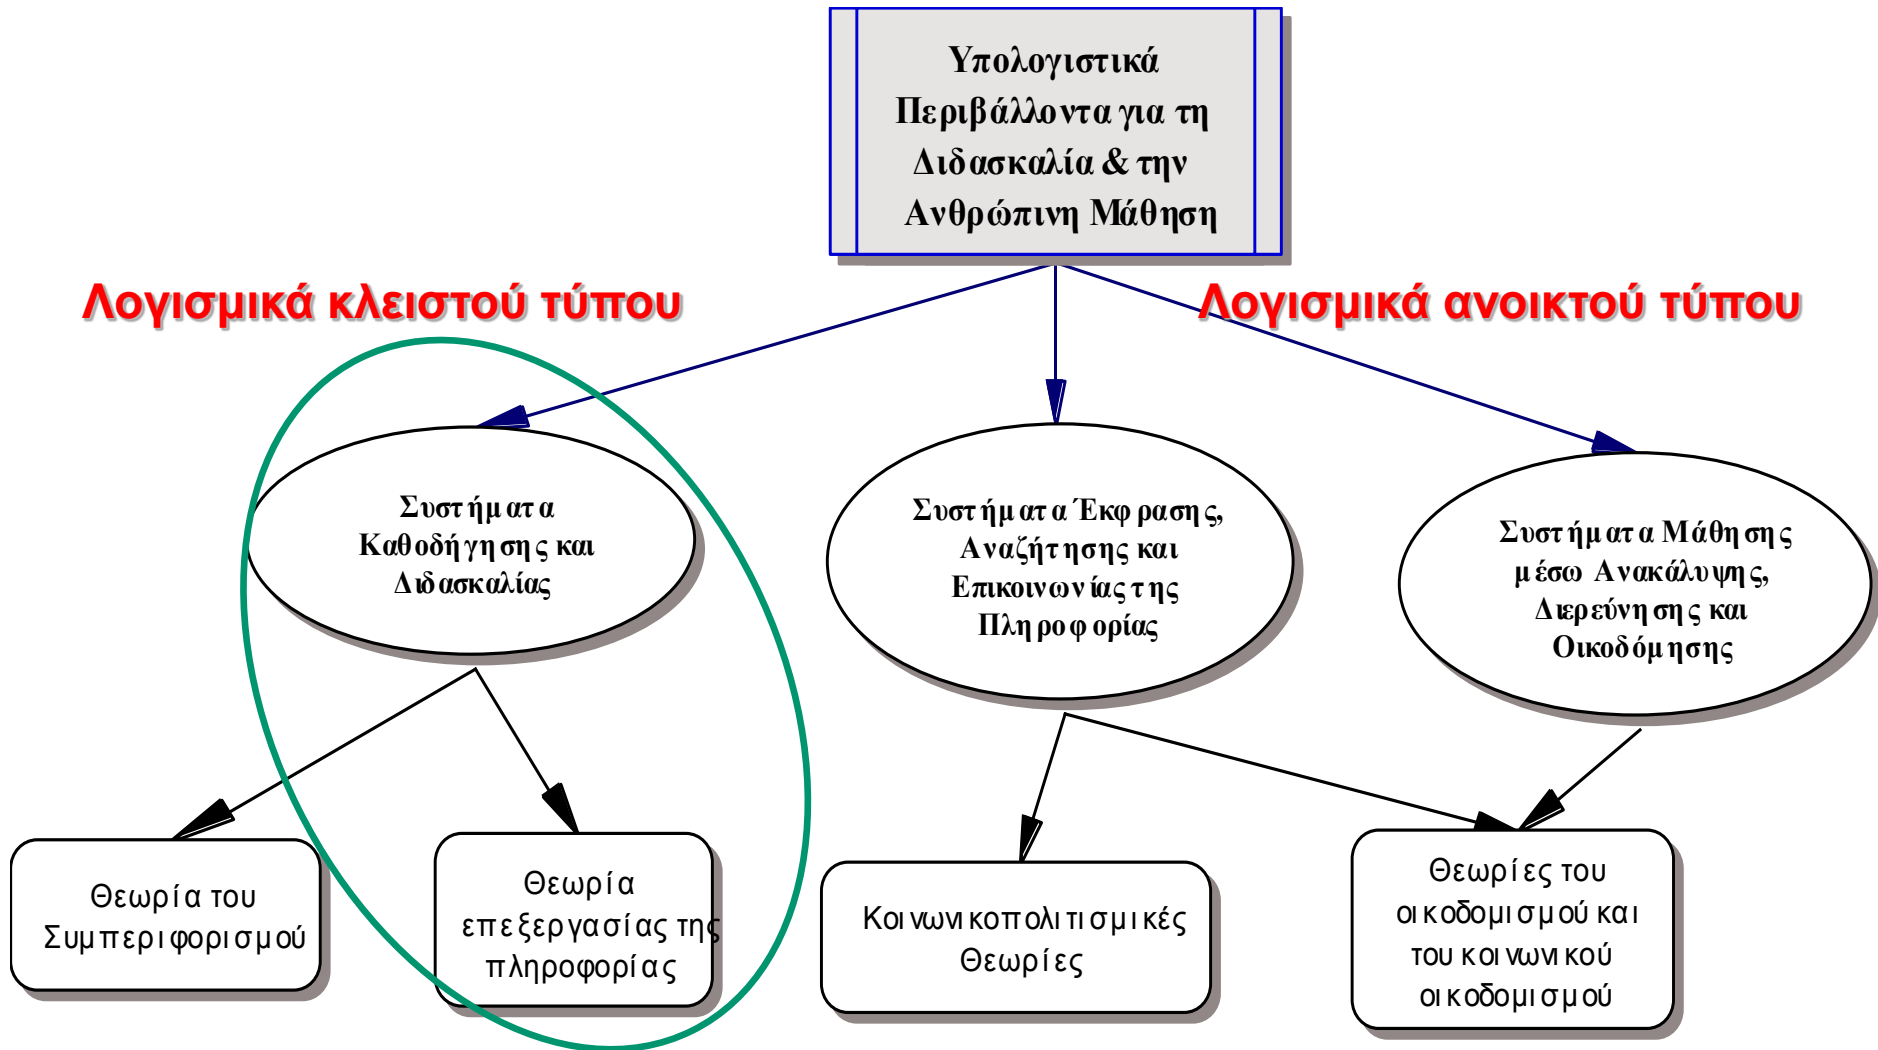 Υπολογιστικά
Περιβάλλοντα για τη
Διδασκαλία & την
Ανθρώπινη Μάθηση
Λογισμικά κλειστού τύπου
Λογισμικά ανοικτού τύπου
Συστήματα
Καθοδήγησης και
Διδασκαλίας
Συστήματα Έκφρασης,
Αναζήτησης και
Επικοινωνίας της
Πληροφορίας
Συστήματα Μάθησης
μέσω Ανακάλυψης,
Διερεύνησης και
Οικοδόμησης
Θεωρία του
Συμπεριφορισμού
Θεωρία
επεξεργασίας της
πληροφορίας
Κοινωνικοπολιτισμικές
Θεωρίες
Θεωρίες του
οικοδομισμού και
του κοινωνικού
οικοδομισμού